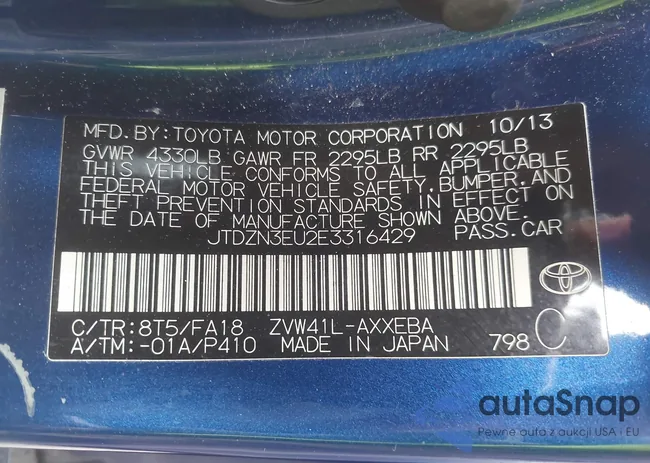 MFD.BY:TOYOTA MOTOR CORPORATION 10/13
GVWR 4330LB GAWR FR 2295LB RR 2295LB
THIS VEHICLE CONFORMS TO ALL APPLICABLE
FEDERAL MOTOR VEHICLE SAFETY,BUMPER,AND
THEFT PREVENTION STANDARDS IN EFFECT ON
THE DATE OF MANUFACTURE SHOWN ABOVE.
JTDZN3EU2E3316429 PASS.CAR
C/TR:8T5/FA18 ZVW41L-AXXEBA
A/TM:-01A/P410 MADE IN JAPAN 798 C
autoSnap
Pewne auta z aukcji USA i EU